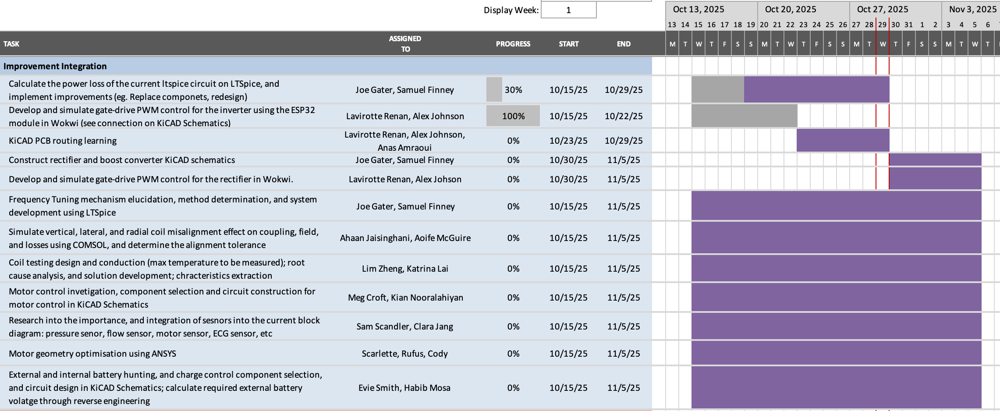 Display Week: 1
Oct 13, 2025 Oct 20, 2025 Oct 27, 2025 Nov 3, 2025
13 14 15 16 17 18 19 20 21 22 23 24 25 26 27 28 29 30 31 1 2 3 4 5 6
TASK ASSIGNED TO PROGRESS START END M T W T F S S M T W T F S S M T W T F S S M T W T
Improvement Integration
Calculate the power loss of the current ltspice circuit on LTSpice, and
implement improvements (eg. Replace componets, redesign)
Joe Gater, Samuel Finney 30% 10/15/25 10/29/25
Develop and simulate gate-drive PWM control for the inverter using the ESP32
module in Wokwi (see connection on KiCAD Schematics)
Lavirotte Renan, Alex Johnson 100% 10/15/25 10/22/25
KiCAD PCB routing learning
Lavirotte Renan, Alex Johnson,
Anas Amraoui
0% 10/23/25 10/29/25
Construct rectifier and boost converter KiCAD schematics Joe Gater, Samuel Finney 0% 10/30/25 11/5/25
Develop and simulate gate-drive PWM control for the rectifier in Wokwi. Lavirotte Renan, Alex Johson 0% 10/30/25 11/5/25
Frequency Tuning mechanism elucidation, method determination, and system
development using LTSpice
Joe Gater, Samuel Finney 0% 10/15/25 11/5/25
Simulate vertical, lateral, and radial coil misalignment effect on coupling, field,
and losses using COMSOL, and determine the alignment tolerance
Ahaan Jaisinghani, Aoife McGuire 0% 10/15/25 11/5/25
Coil testing design and conduction (max temperature to be measured); root
cause analysis, and solution development; chracteristics extraction
Lim Zheng, Katrina Lai 0% 10/15/25 11/5/25
Motor control invetigation, component selection and circuit construction for
motor control in KiCAD Schematics
Meg Croft, Kian Nooralahiyan 0% 10/15/25 11/5/25
Research into the importance, and integration of sesnors into the current block
diagram: pressure senor, flow sensor, motor sensor, ECG sensor, etc
Sam Scandler, Clara Jang 0% 10/15/25 11/5/25
Motor geometry optimisation using ANSYS Scarlette, Rufus, Cody 0% 10/15/25 11/5/25
External and internal battery hunting, and charge control component selection,
and circuit design in KiCAD Schematics; calculate required external battery
volatge through reverse engineering
Evie Smith, Habib Mosa 0% 10/15/25 11/5/25